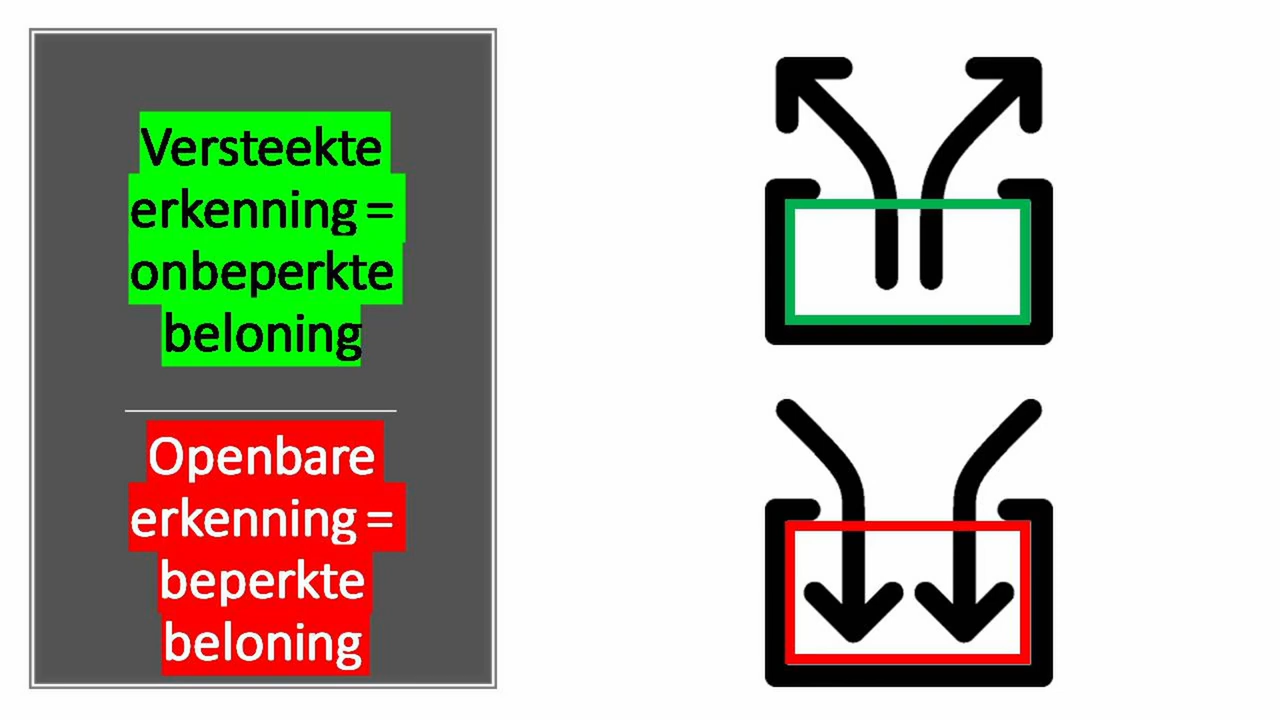 Versteekte
erkenning =
onbeperkte
beloning
Openbare
erkenning =
beperkte
beloning